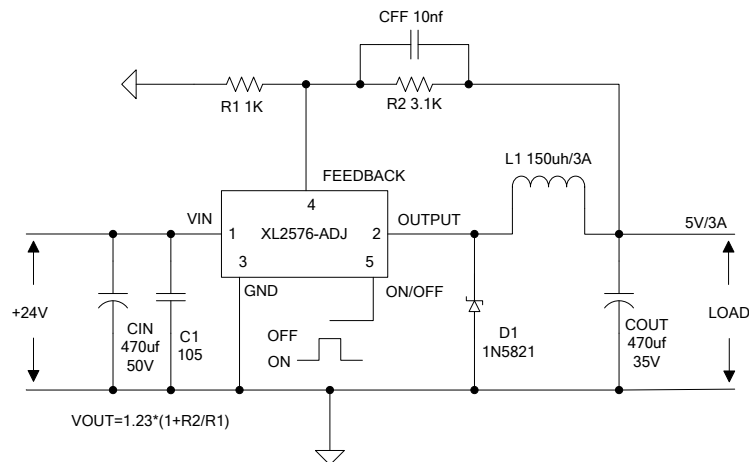 CFF 10nf
R1 1K
R2 3.1K
L1 150uh/3A
FEEDBACK
4
VIN
OUTPUT
5V/3A
1
XL2576-ADJ
2
3
5
GND
ON/OFF
+24V
CIN
470uf
50V
C1
105
OFF
ON
D1
1N5821
COUT
470uf
35V
LOAD
VOUT=1.23*(1+R2/R1)